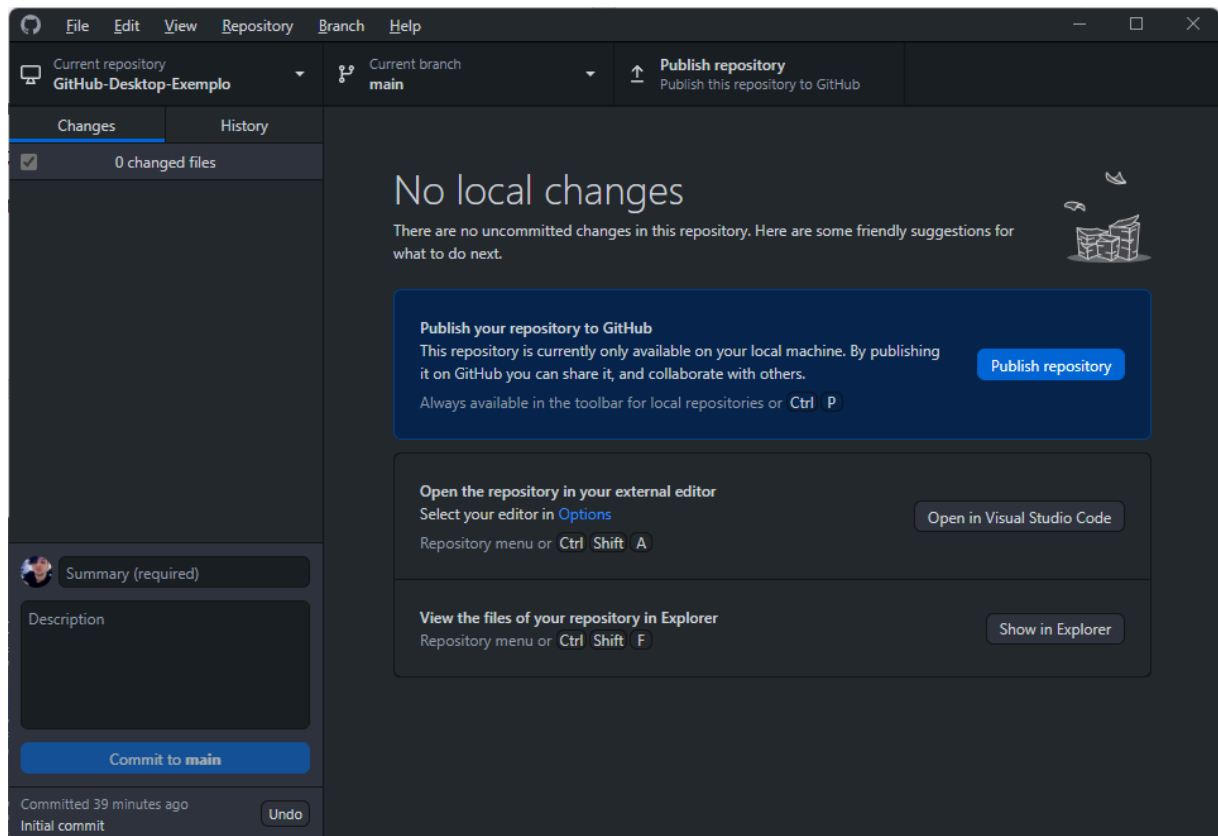 File Edit View Repository Branch Help
Current repository
GitHub-Desktop-Exemplo
Current branch
main
Publish repository
Publish this repository to GitHub
Changes History
0 changed files
No local changes
There are no uncommitted changes in this repository. Here are some friendly suggestions for
what to do next.
Publish your repository to GitHub
This repository is currently only available on your local machine. By publishing
it on GitHub you can share it, and collaborate with others.
Always available in the toolbar for local repositories or Ctrl P
Publish repository
Open the repository in your external editor
Select your editor in Options
Repository menu or Ctrl Shift A
Open in Visual Studio Code
View the files of your repository in Explorer
Repository menu or Ctrl Shift F
Show in Explorer
Summary (required)
Description
Commit to main
Committed 39 minutes ago
Initial commit
Undo